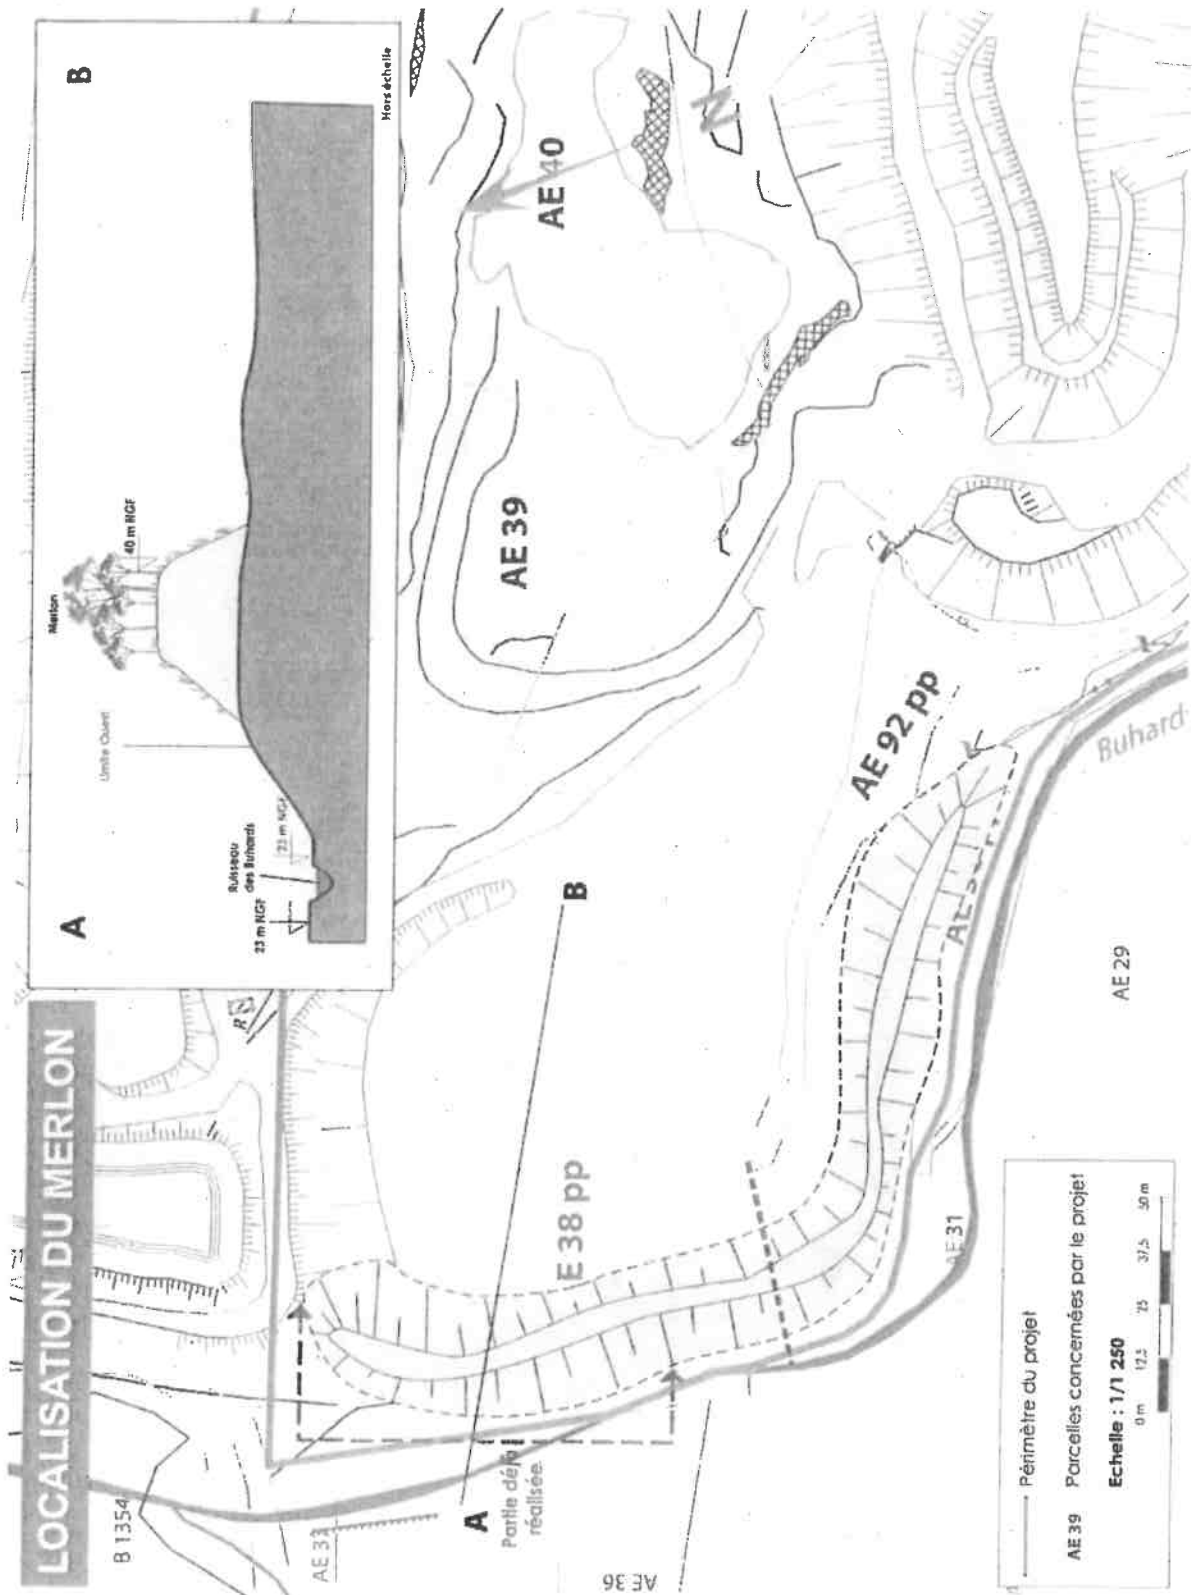 LOCALISATION DU MERLON
A
B
Merlon
40 m NGF
Limite Ouest
Ruisseau
des Buhards
23 m NGF
23 m NGF
Hors échelle
B 1354
R
AE 39
AE 40
N
AE 92 pp
E 38 pp
B
A
Partie déjà
réalisée
AE 36
AE 31
AE 29
Buhard
Périmètre du projet
AE 39 Parcelles concernées par le projet
Echelle : 1/1 250
0 m 12,5 25 37,5 50 m